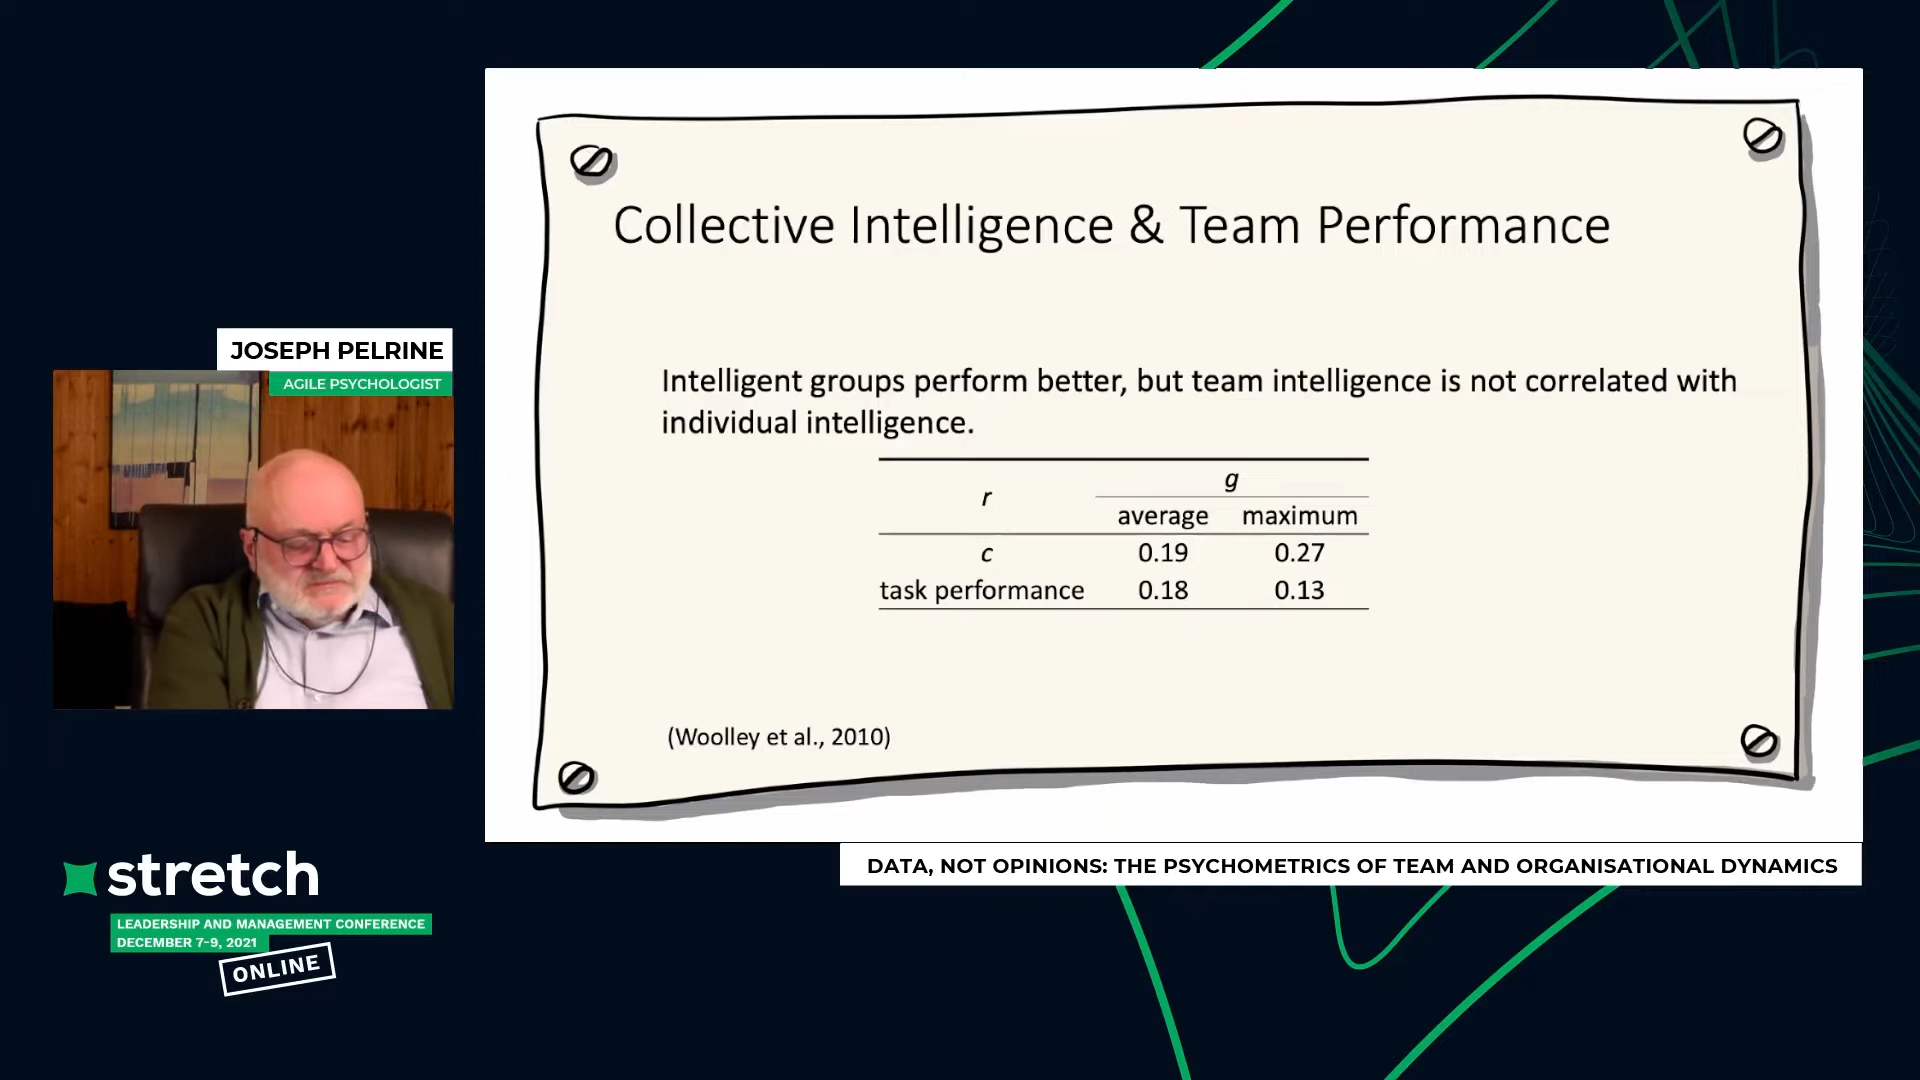 JOSEPH PELRINE
AGILE PSYCHOLOGIST
Collective Intelligence & Team Performance
Intelligent groups perform better, but team intelligence is not correlated with
individual intelligence.
r
g
average maximum
c 0.19 0.27
task performance 0.18 0.13
(Woolley et al., 2010)
DATA, NOT OPINIONS: THE PSYCHOMETRICS OF TEAM AND ORGANISATIONAL DYNAMICS
stretch
LEADERSHIP AND MANAGEMENT CONFERENCE
DECEMBER 7-9, 2021
ONLINE